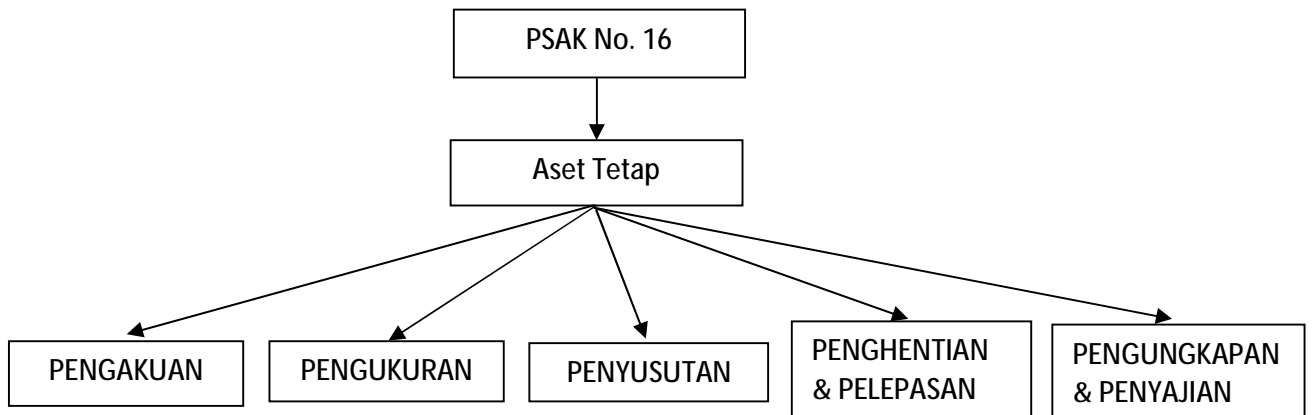 PSAK No. 16
Aset Tetap
PENGAKUAN
PENGUKURAN
PENYUSUTAN
PENGHENTIAN
& PELEPASAN
PENGUNGKAPAN
& PENYAJIAN